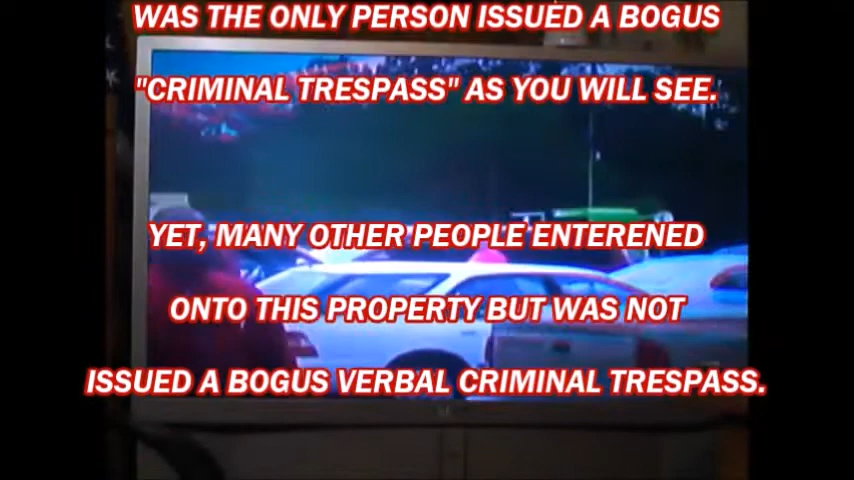 WAS THE ONLY PERSON ISSUED A BOGUS
"CRIMINAL TRESPASS" AS YOU WILL SEE.
YET, MANY OTHER PEOPLE ENTERENED
ONTO THIS PROPERTY BUT WAS NOT
ISSUED A BOGUS VERBAL CRIMINAL TRESPASS.